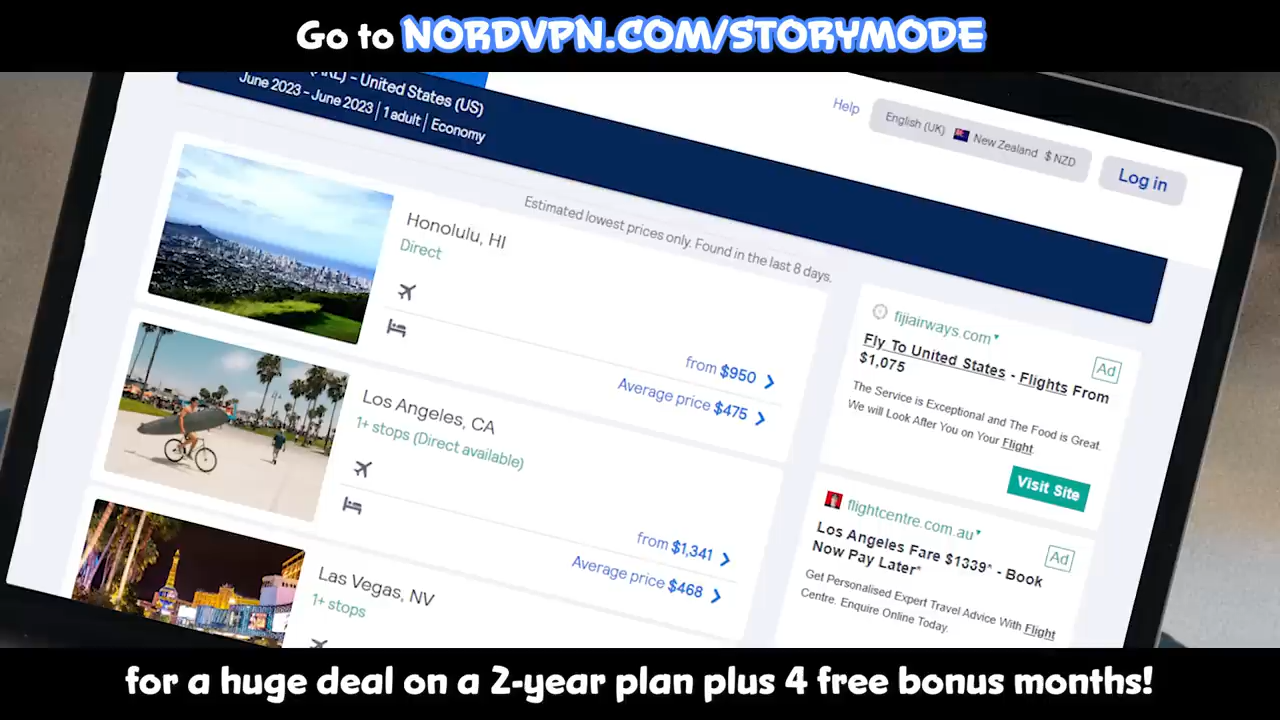 Go to NORDVPN.COM/STORYMODE
- United States (US)
June 2023 - June 2023 | 1 adult | Economy
Help
English (UK) New Zealand $ NZD
Log in
Estimated lowest prices only. Found in the last 8 days.
Honolulu, HI
Direct
from $950
Average price $475
Los Angeles, CA
1+ stops (Direct available)
from $1,341
Average price $468
Las Vegas, NV
1+ stops
fijiairways.com
Ad
Fly To United States - Flights From
$1,075
The Service is Exceptional and The Food is Great.
We will Look After You on Your Flight.
Visit Site
flightcentre.com.au
Ad
Los Angeles Fare $1339* - Book
Now Pay Later*
Get Personalised Expert Travel Advice With Flight
Centre. Enquire Online Today.
for a huge deal on a 2-year plan plus 4 free bonus months!